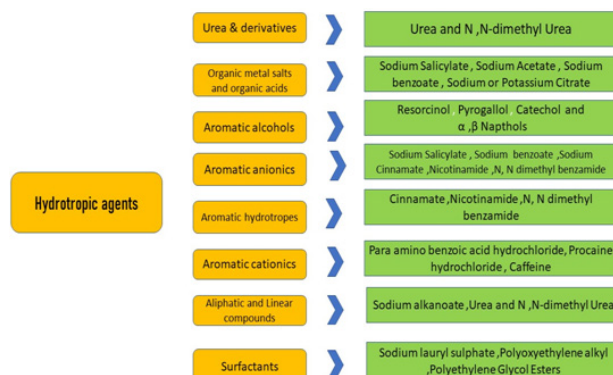 Hydrotropic agents
Urea & derivatives
Urea and N ,N-dimethyl Urea
Organic metal salts
and organic acids
Sodium Salicylate , Sodium Acetate , Sodium
benzoate , Sodium or Potassium Citrate
Aromatic alcohols
Resorcinol , Pyrogallol , Catechol and
α ,β Napthols
Aromatic anionics
Sodium Salicylate , Sodium benzoate ,Sodium
Cinnamate ,Nicotinamide ,N, N dimethyl benzamide
Aromatic hydrotropes
Cinnamate ,Nicotinamide ,N, N dimethyl
benzamide
Aromatic cationics
Para amino benzoic acid hydrochloride, Procaine
hydrochloride , Caffeine
Aliphatic and Linear
compounds
Sodium alkanoate ,Urea and N ,N-dimethyl Urea
Surfactants
Sodium lauryl sulphate ,Polyoxyethylene alkyl
,Polyethylene Glycol Esters